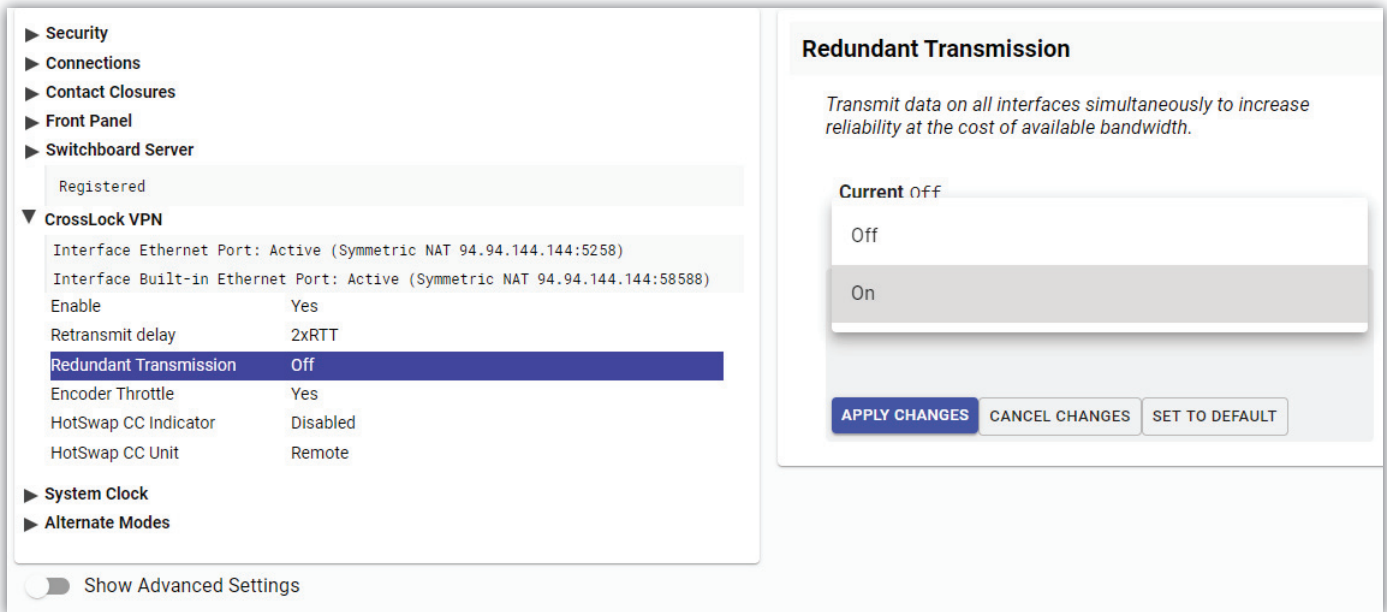 Security
Connections
Contact Closures
Front Panel
Switchboard Server
Registered
CrossLock VPN
Interface Ethernet Port: Active (Symmetric NAT 94.94.144.144:5258)
Interface Built-in Ethernet Port: Active (Symmetric NAT 94.94.144.144:58588)
Enable Yes
Retransmit delay 2xRTT
Redundant Transmission Off
Encoder Throttle Yes
HotSwap CC Indicator Disabled
HotSwap CC Unit Remote
System Clock
Alternate Modes
Show Advanced Settings
Redundant Transmission
Transmit data on all interfaces simultaneously to increase
reliability at the cost of available bandwidth.
Current Off
Off
On
APPLY CHANGES CANCEL CHANGES SET TO DEFAULT